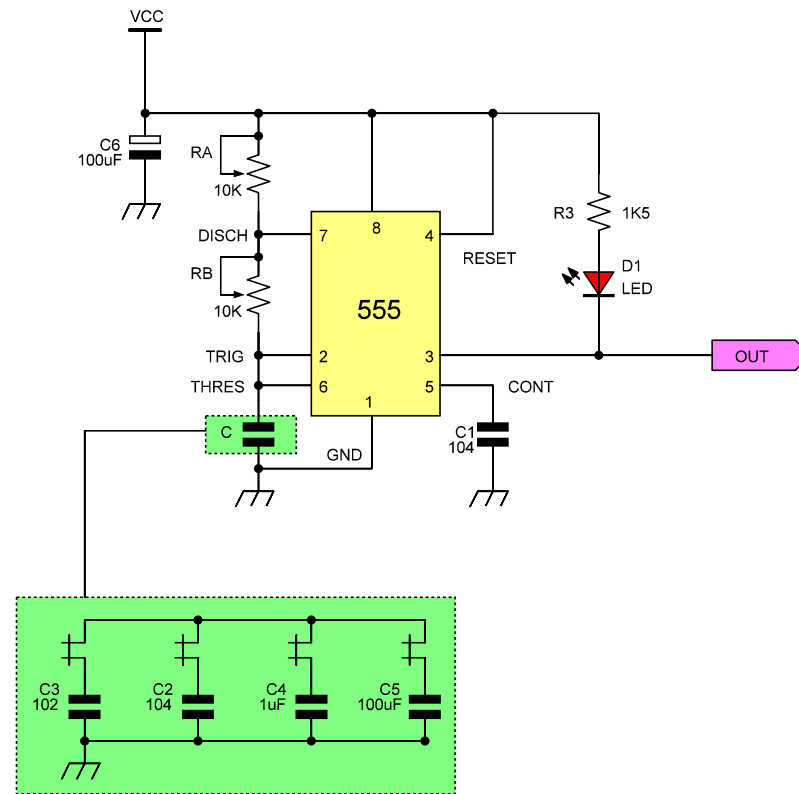 VCC
C6
100uF
RA
10K
DISCH
7
8
4
RESET
R3
1K5
RB
10K
555
D1
LED
TRIG
2
3
OUT
THRES
6
5
CONT
1
C
GND
C1
104
C3
102
C2
104
C4
1uF
C5
100uF